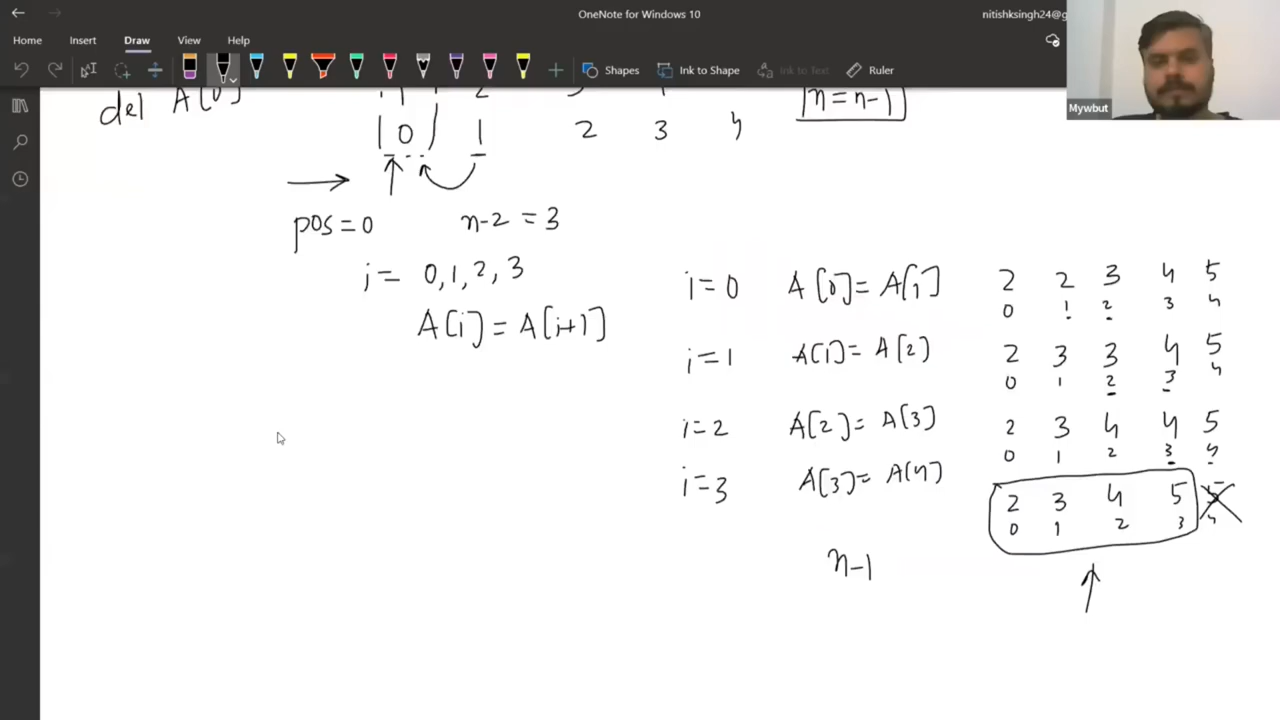 OneNote for Windows 10
nitishksingh24@g
Home Insert Draw View Help
Shapes Ink to Shape Ink to Text Ruler
Mywbut
del A[0]
n=n-1
0 1 2 3 4
pos=0 n-2=3
i= 0,1,2,3
A[i]=A[i+1]
i=0 A[0]=A[1] 2 2 3 4 5
0 1 2 3 4
i=1 A[1]=A[2] 2 3 3 4 5
0 1 2 3 4
i=2 A[2]=A[3] 2 3 4 4 5
0 1 2 3 4
i=3 A[3]=A[4] 2 3 4 5 5
0 1 2 3 4
n-1